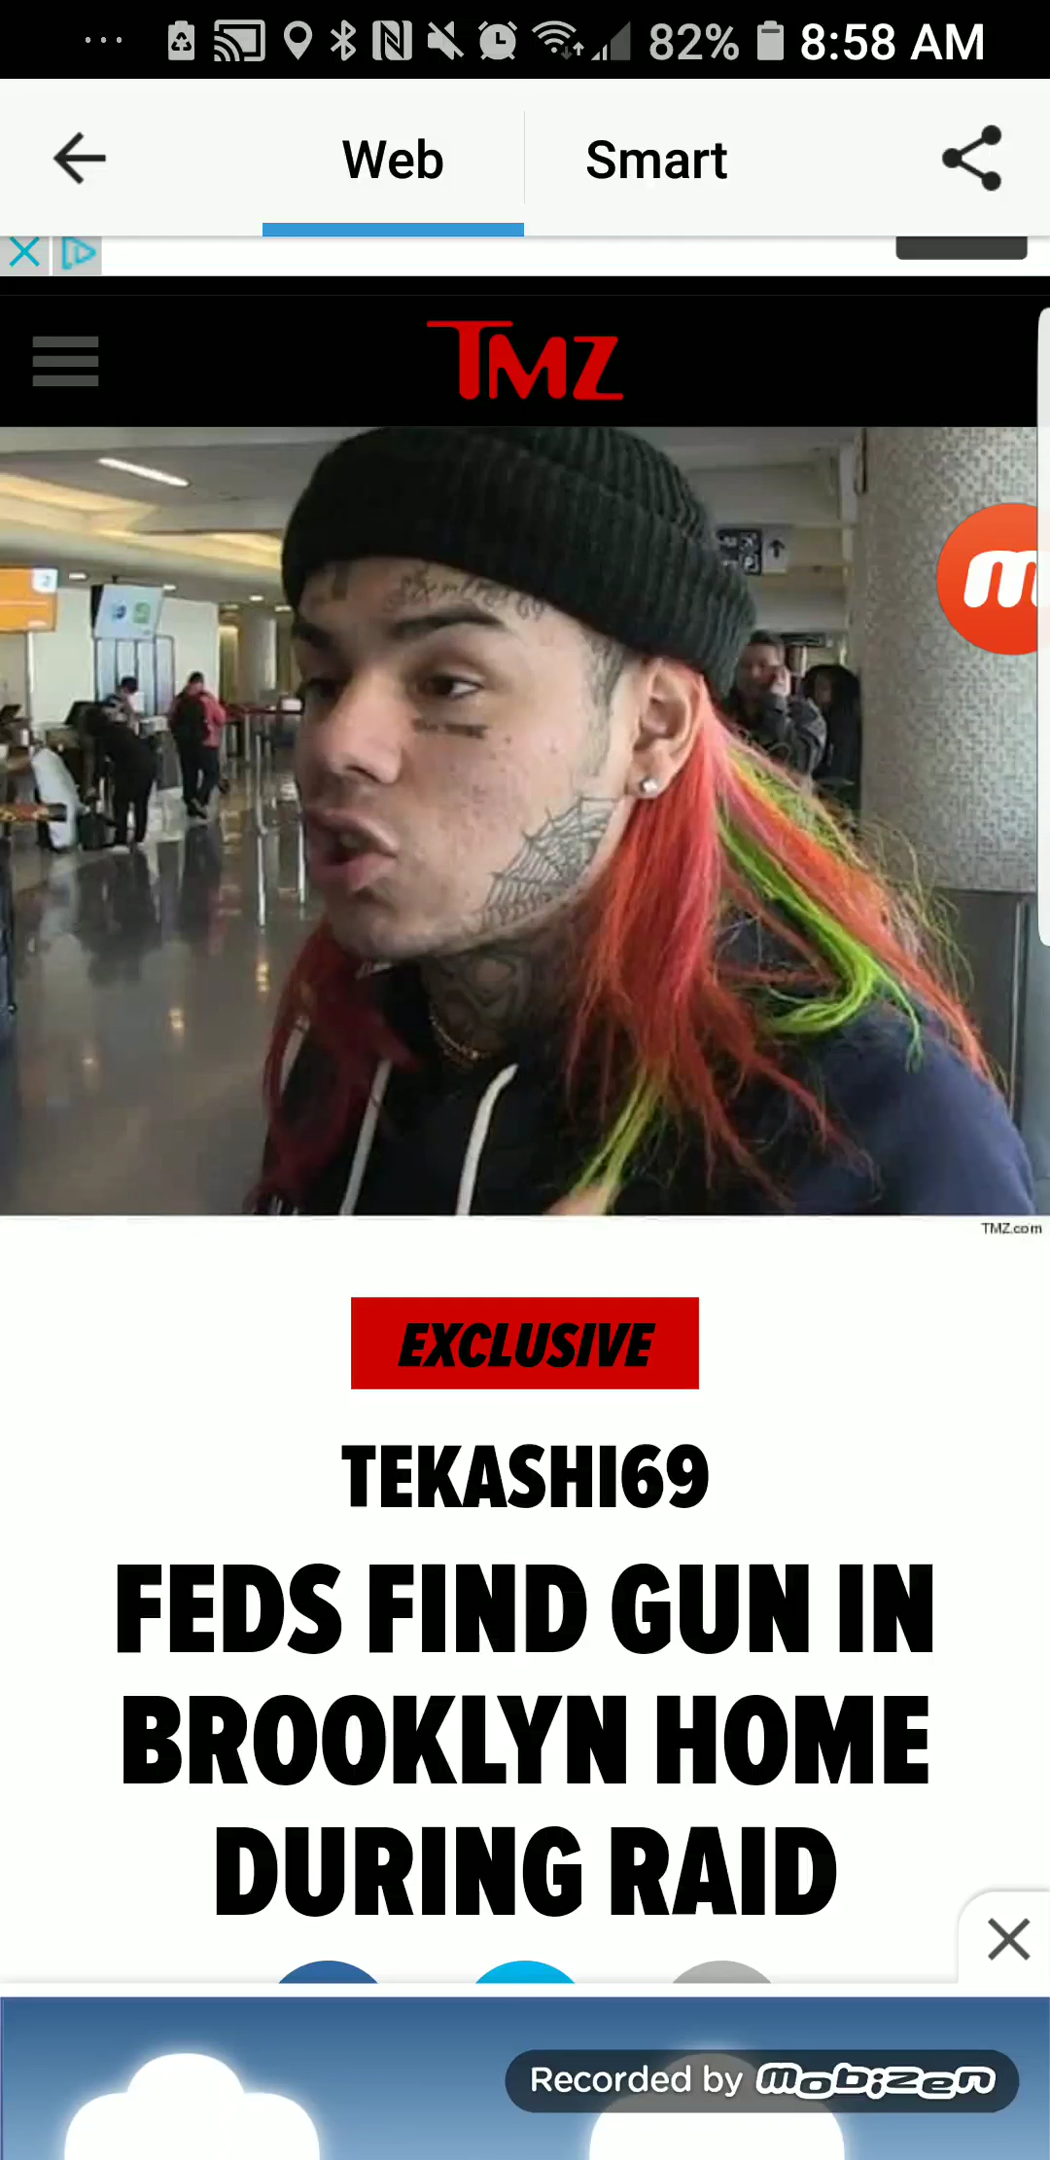 82% 8:58 AM
Web Smart
TMZ
TMZ.com
EXCLUSIVE
TEKASHI69
FEDS FIND GUN IN
BROOKLYN HOME
DURING RAID
Recorded by mobizen